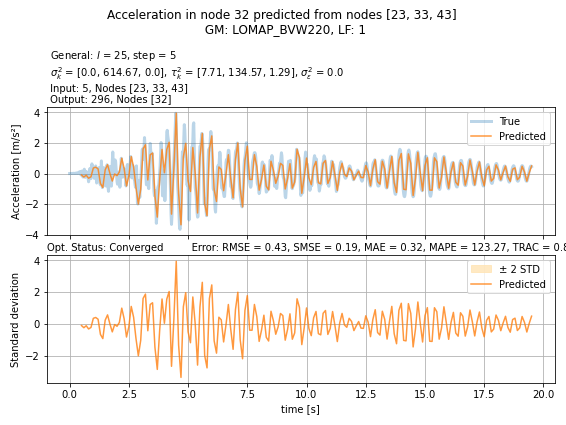 Acceleration in node 32 predicted from nodes [23, 33, 43]
GM: LOMAP_BVW220, LF: 1
General: l = 25, step = 5
σ²ₖ = [0.0, 614.67, 0.0], τ²ₖ = [7.71, 134.57, 1.29], σ²ε = 0.0
Input: 5, Nodes [23, 33, 43]
Output: 296, Nodes [32]
Acceleration [m/s²]
4
2
0
−2
−4
True
Predicted
Opt. Status: Converged Error: RMSE = 0.43, SMSE = 0.19, MAE = 0.32, MAPE = 123.27, TRAC = 0.8
Standard deviation
4
2
0
−2
± 2 STD
Predicted
0.0 2.5 5.0 7.5 10.0 12.5 15.0 17.5 20.0
time [s]